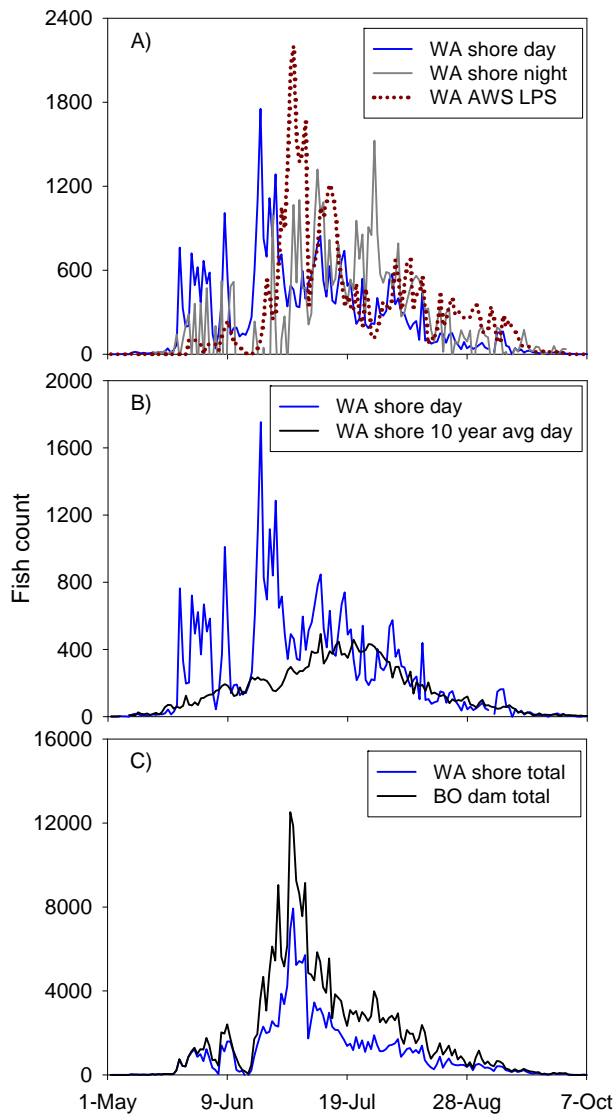 2400
A)
WA shore day
WA shore night
WA AWS LPS
1800
1200
600
0
2000
B)
WA shore day
WA shore 10 year avg day
1600
1200
800
400
0
Fish count
16000
C)
WA shore total
BO dam total
12000
8000
4000
0
1-May 9-Jun 19-Jul 28-Aug 7-Oct